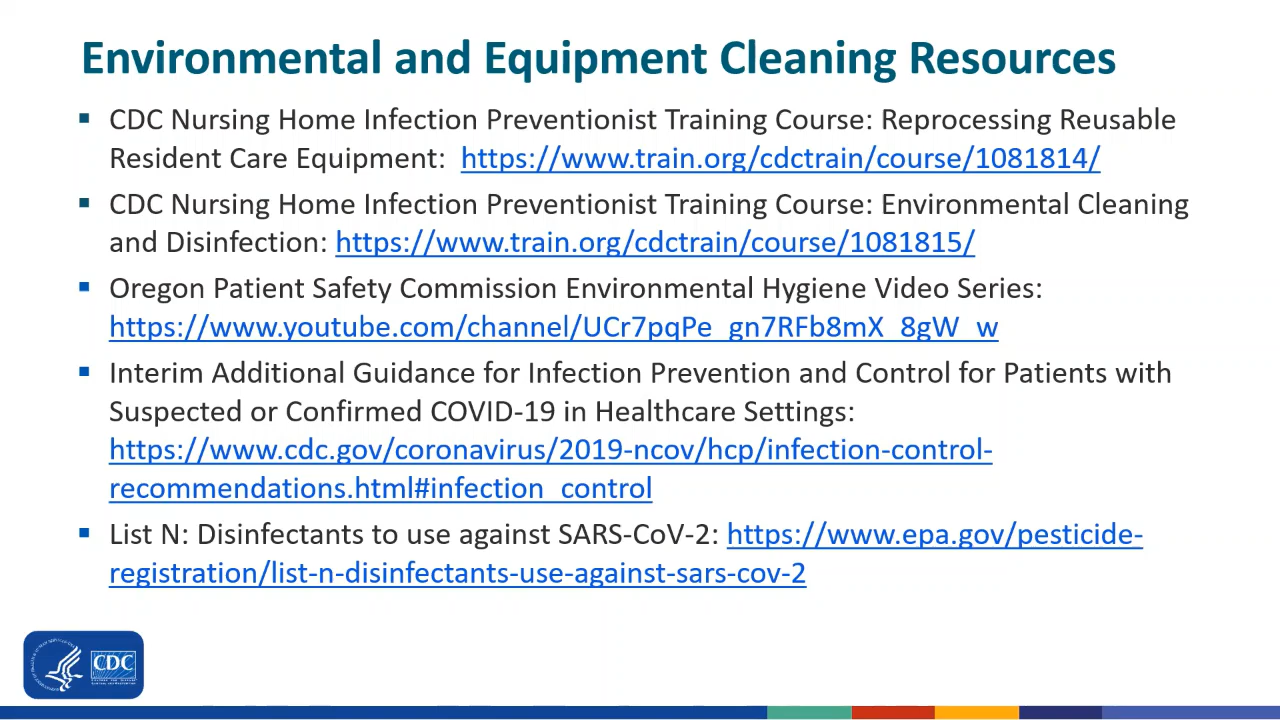 Environmental and Equipment Cleaning Resources
CDC Nursing Home Infection Preventionist Training Course: Reprocessing Reusable
Resident Care Equipment: https://www.train.org/cdctrain/course/1081814/
CDC Nursing Home Infection Preventionist Training Course: Environmental Cleaning
and Disinfection: https://www.train.org/cdctrain/course/1081815/
Oregon Patient Safety Commission Environmental Hygiene Video Series:
https://www.youtube.com/channel/UCr7pqPe_gn7RFb8mX_8gW_w
Interim Additional Guidance for Infection Prevention and Control for Patients with
Suspected or Confirmed COVID-19 in Healthcare Settings:
https://www.cdc.gov/coronavirus/2019-ncov/hcp/infection-control-
recommendations.html#infection_control
List N: Disinfectants to use against SARS-CoV-2: https://www.epa.gov/pesticide-
registration/list-n-disinfectants-use-against-sars-cov-2
CDC